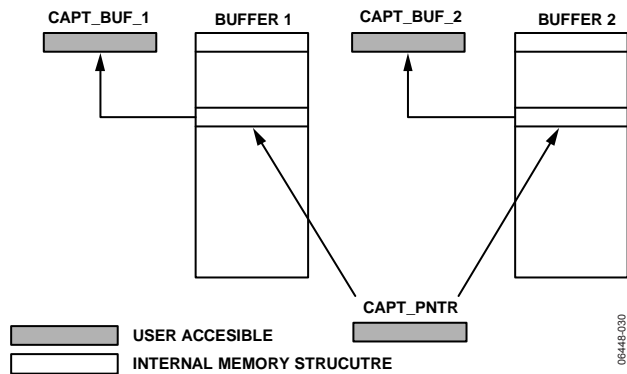 CAPT_BUF_1 BUFFER 1 CAPT_BUF_2 BUFFER 2
CAPT_PNTR
USER ACCESIBLE
INTERNAL MEMORY STRUCUTRE
06448-030